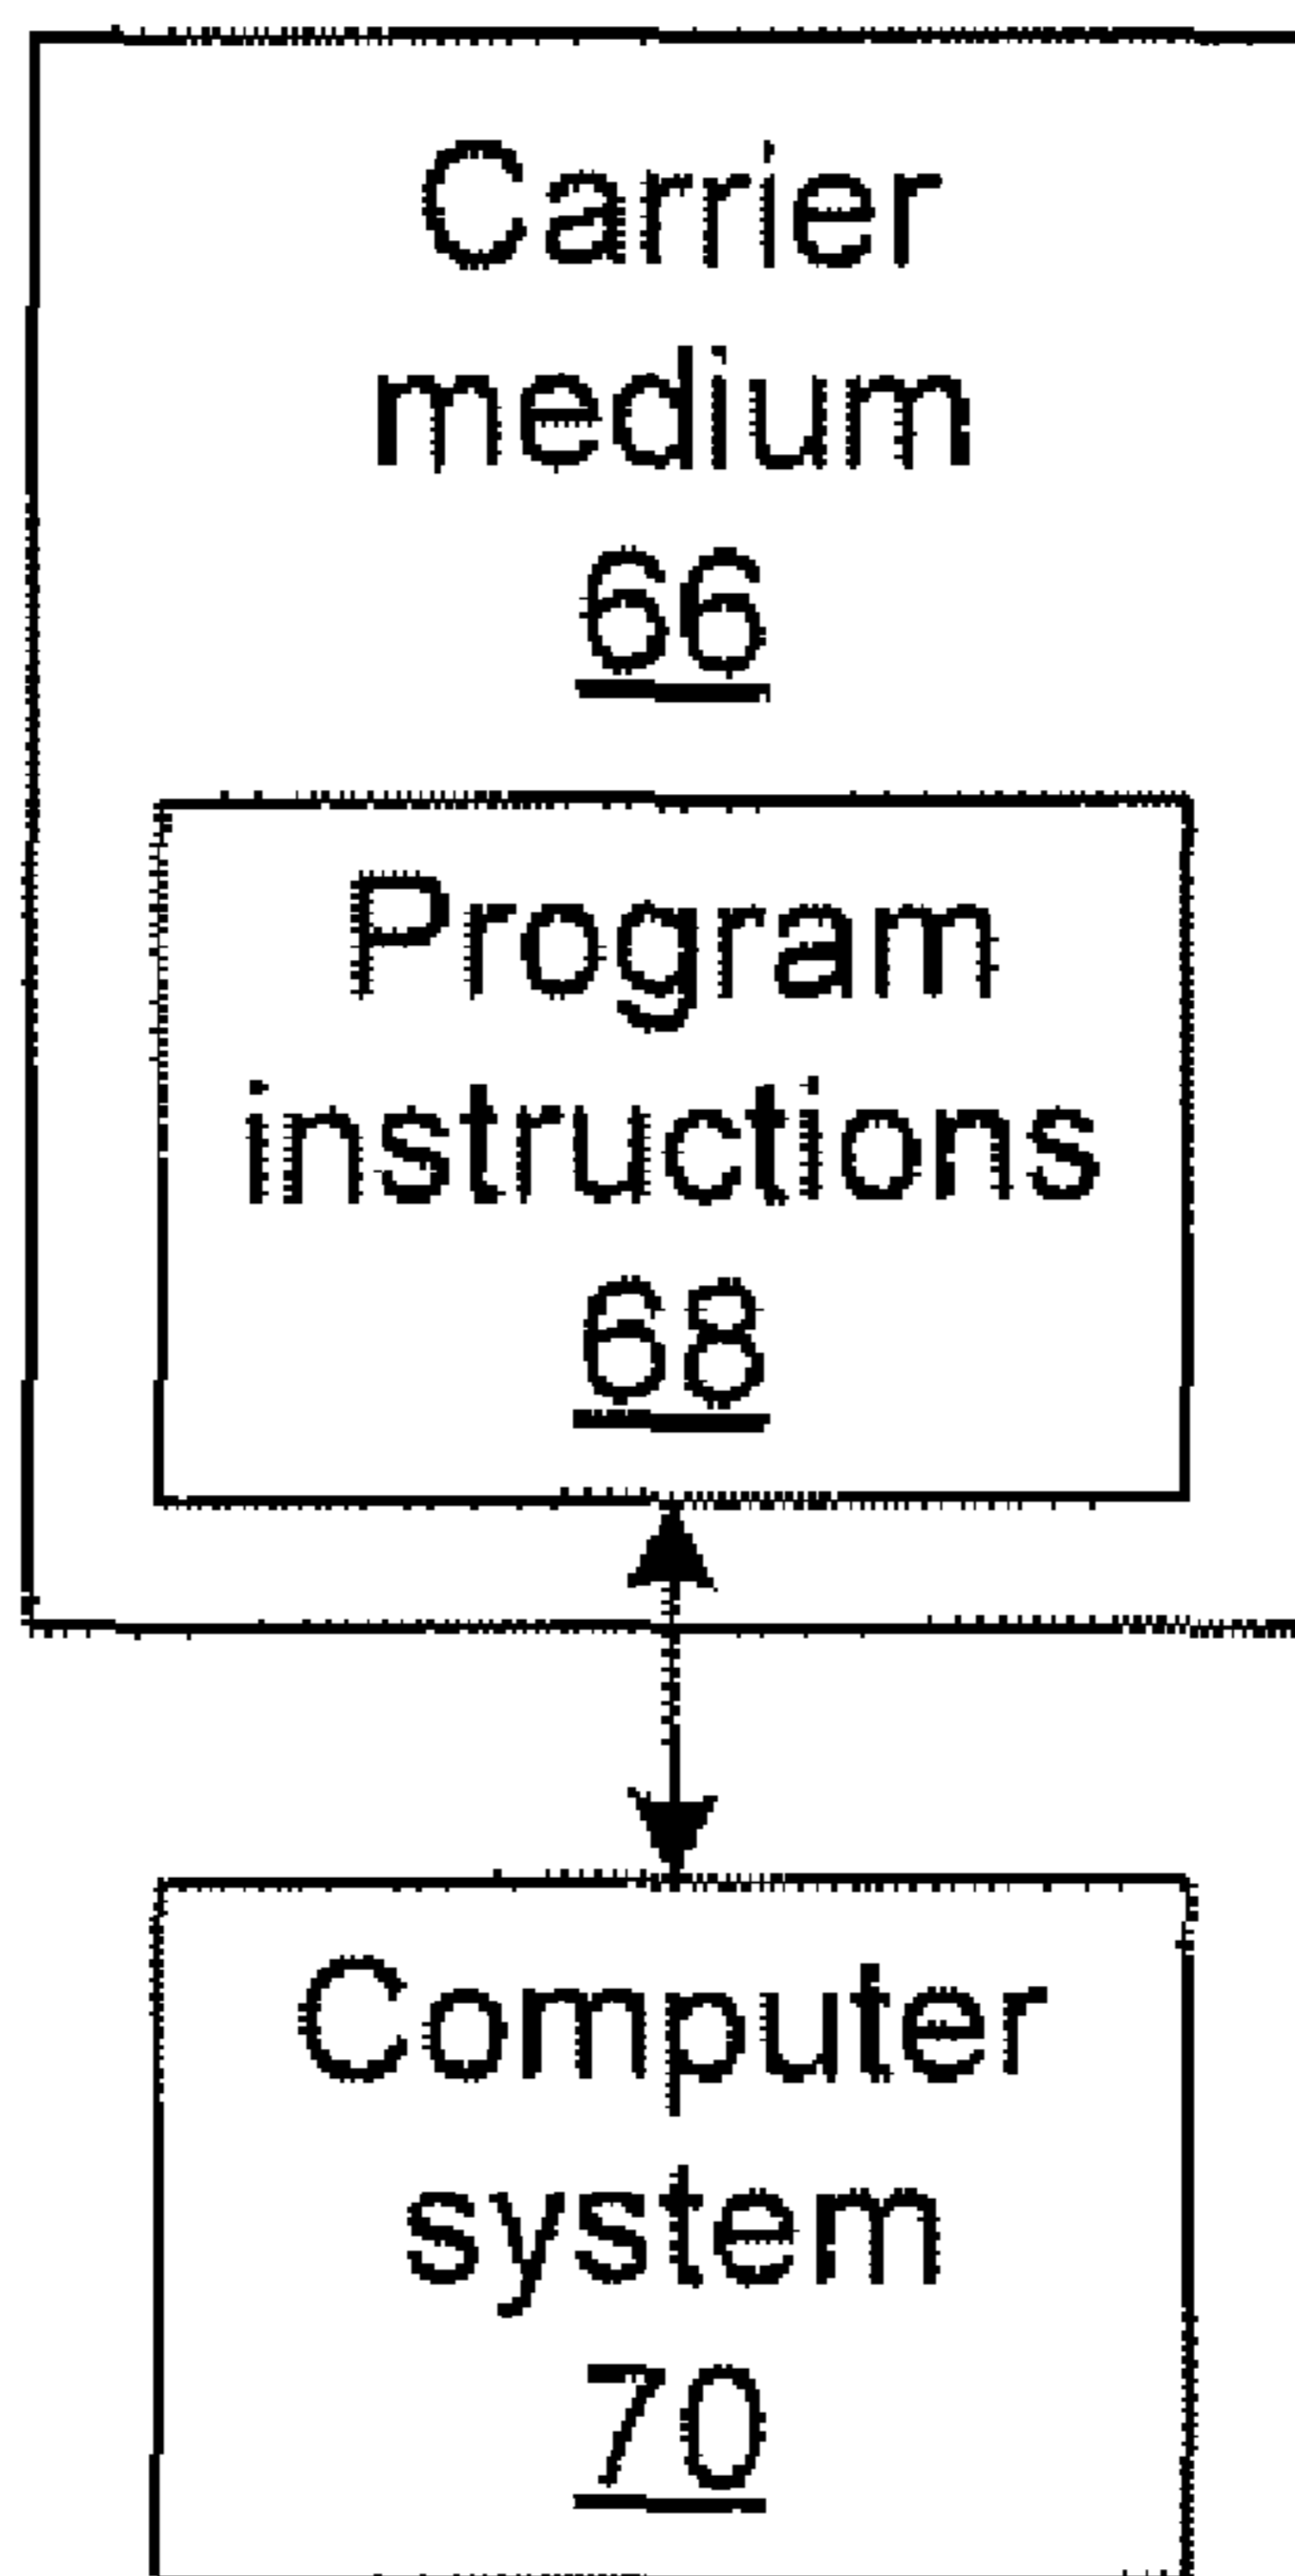 Carrier
medium
66
Program
instructions
68
Computer
system
70